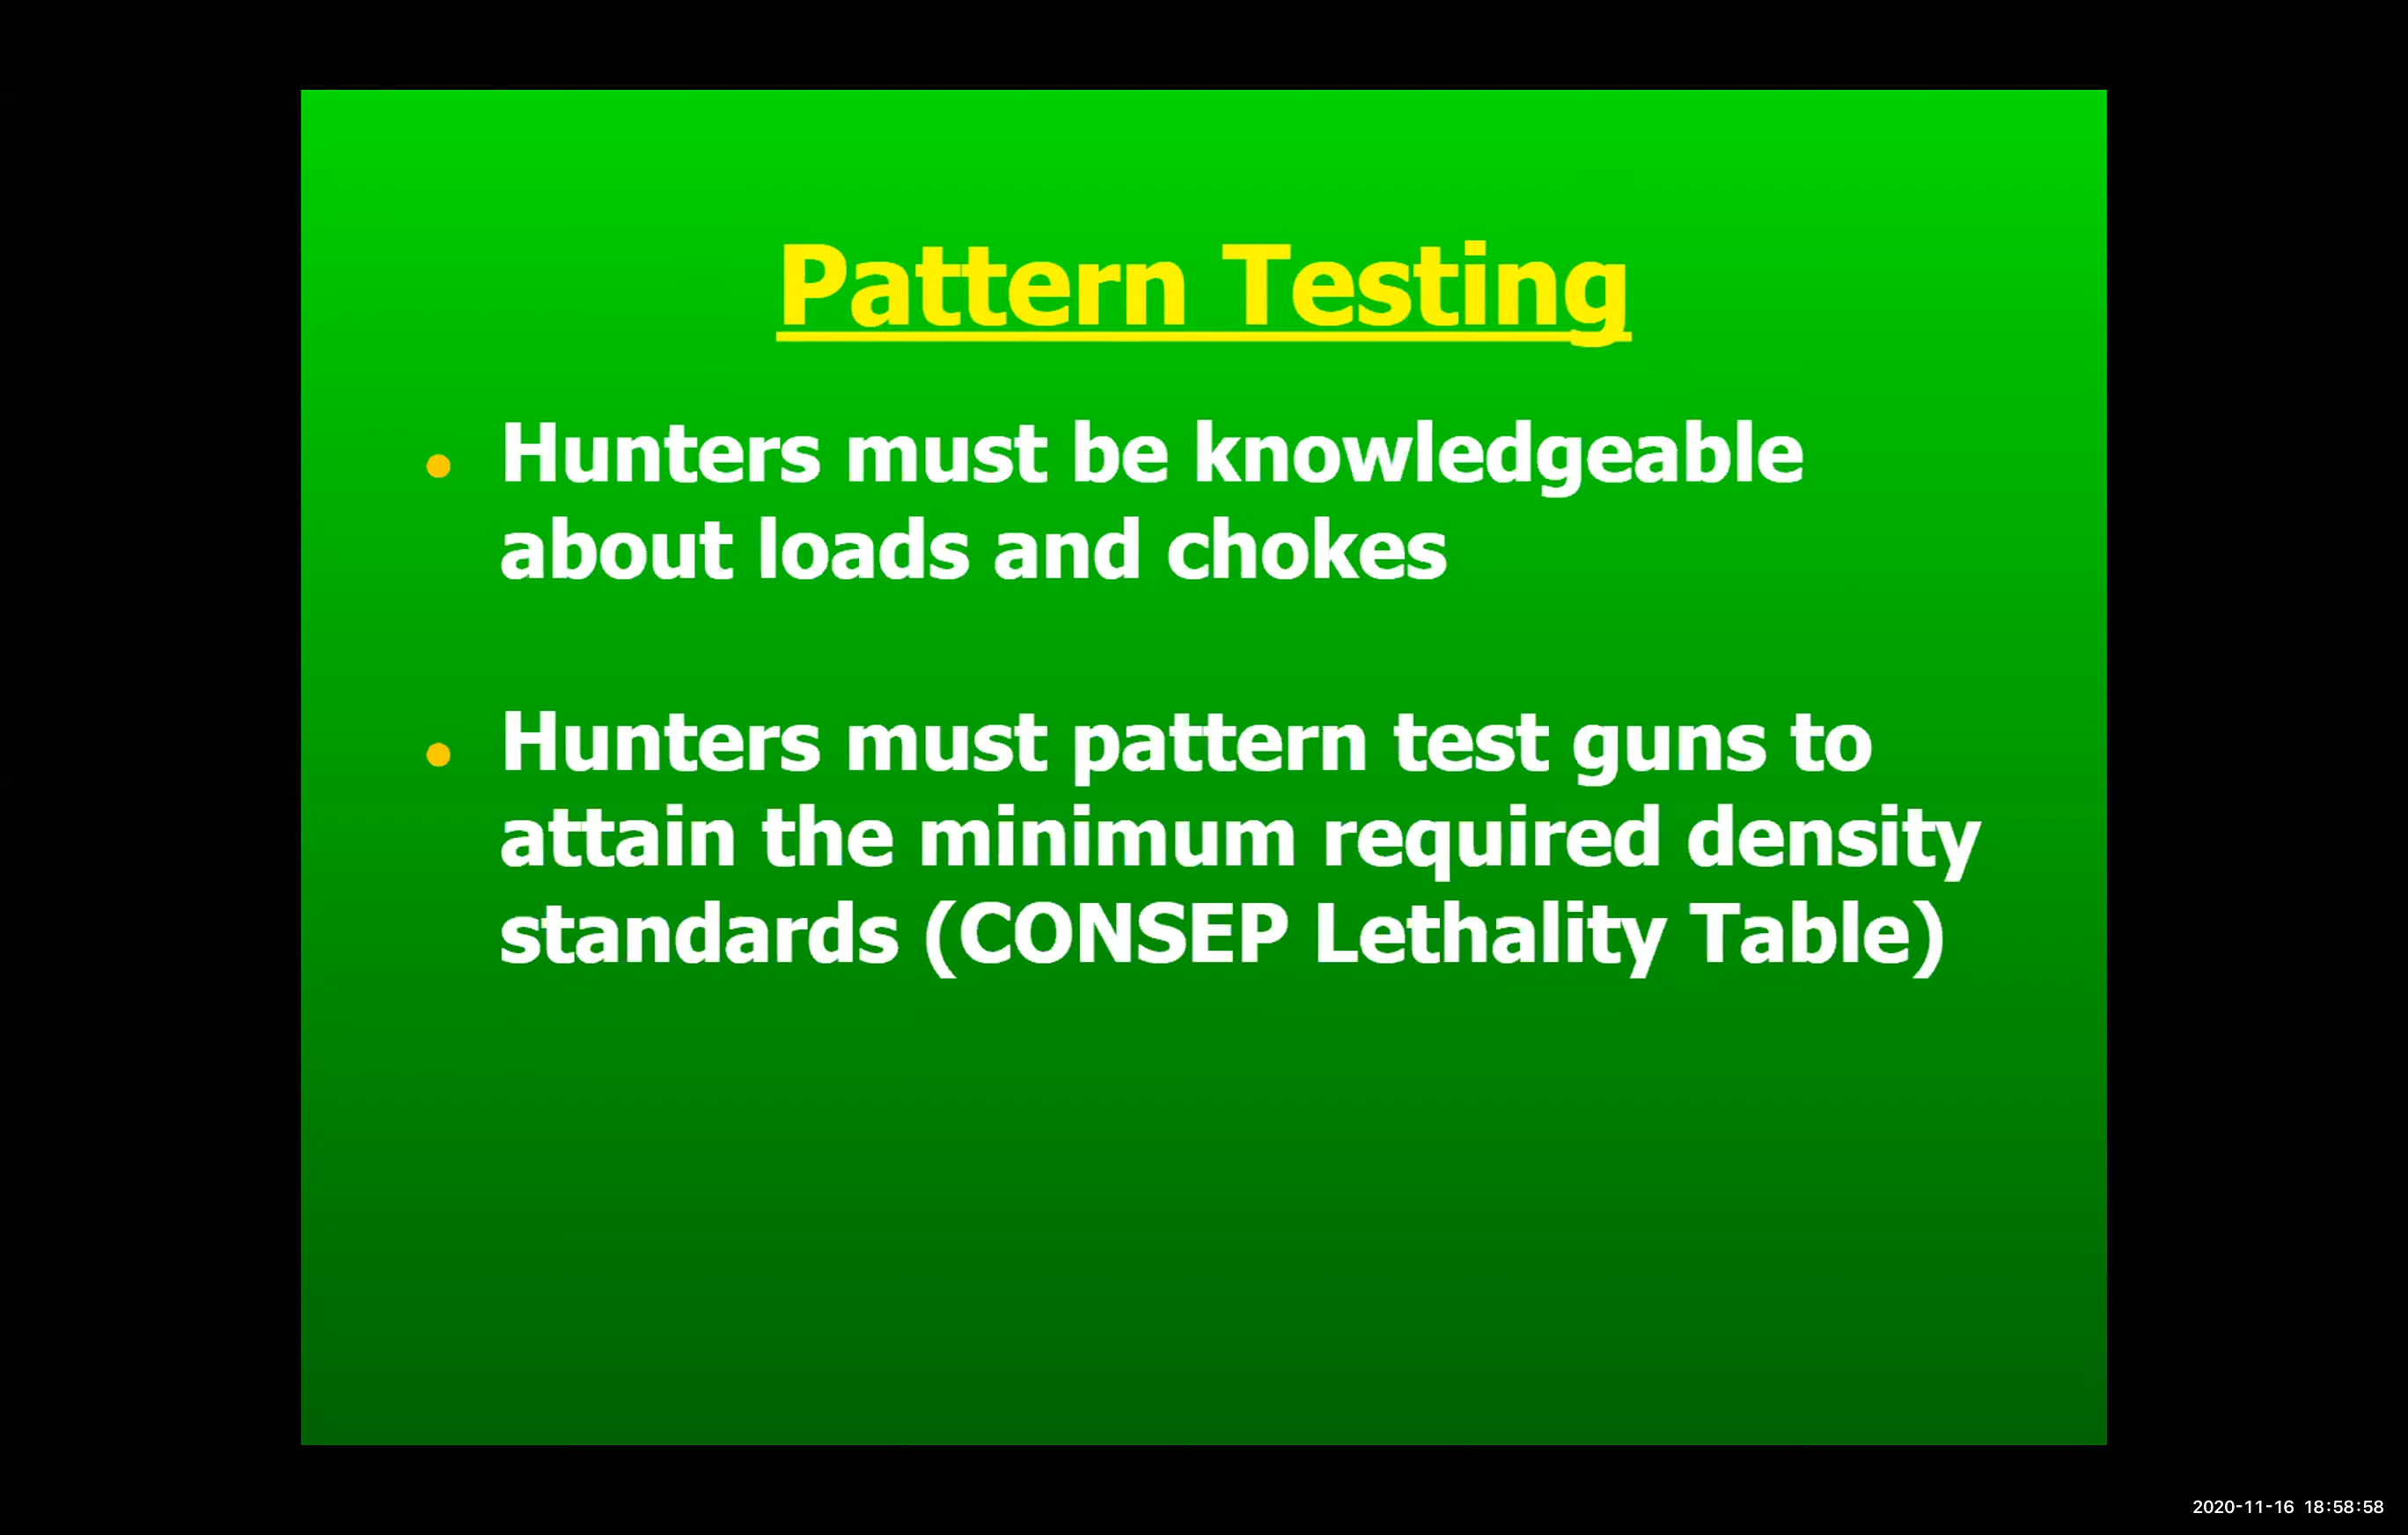 Pattern Testing
• Hunters must be knowledgeable
about loads and chokes
• Hunters must pattern test guns to
attain the minimum required density
standards (CONSEP Lethality Table)
2020-11-16 18:58:58